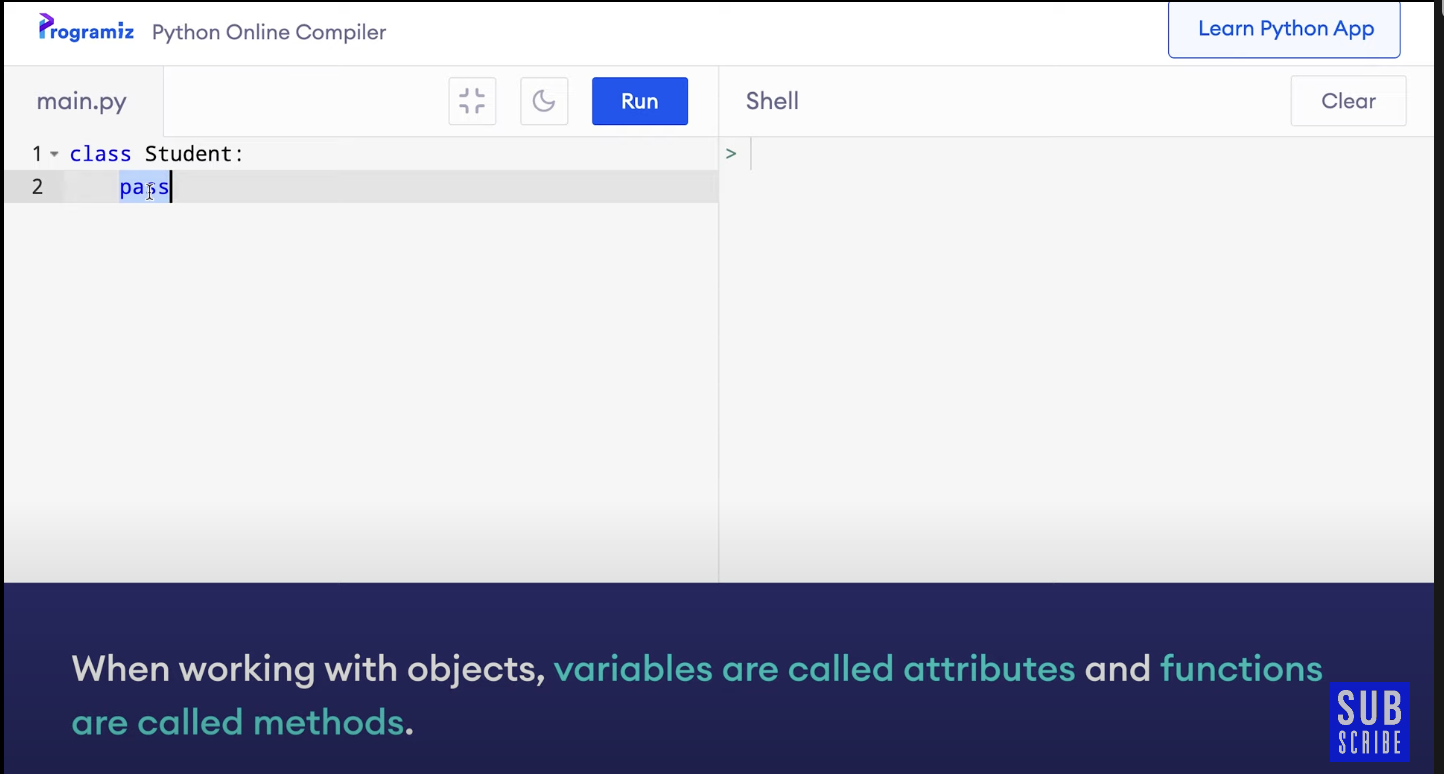 Programiz Python Online Compiler
Learn Python App
main.py
Run
Shell
Clear
1 class Student:
2     pass
>
When working with objects, variables are called attributes and functions
are called methods.
SUB
SCRIBE